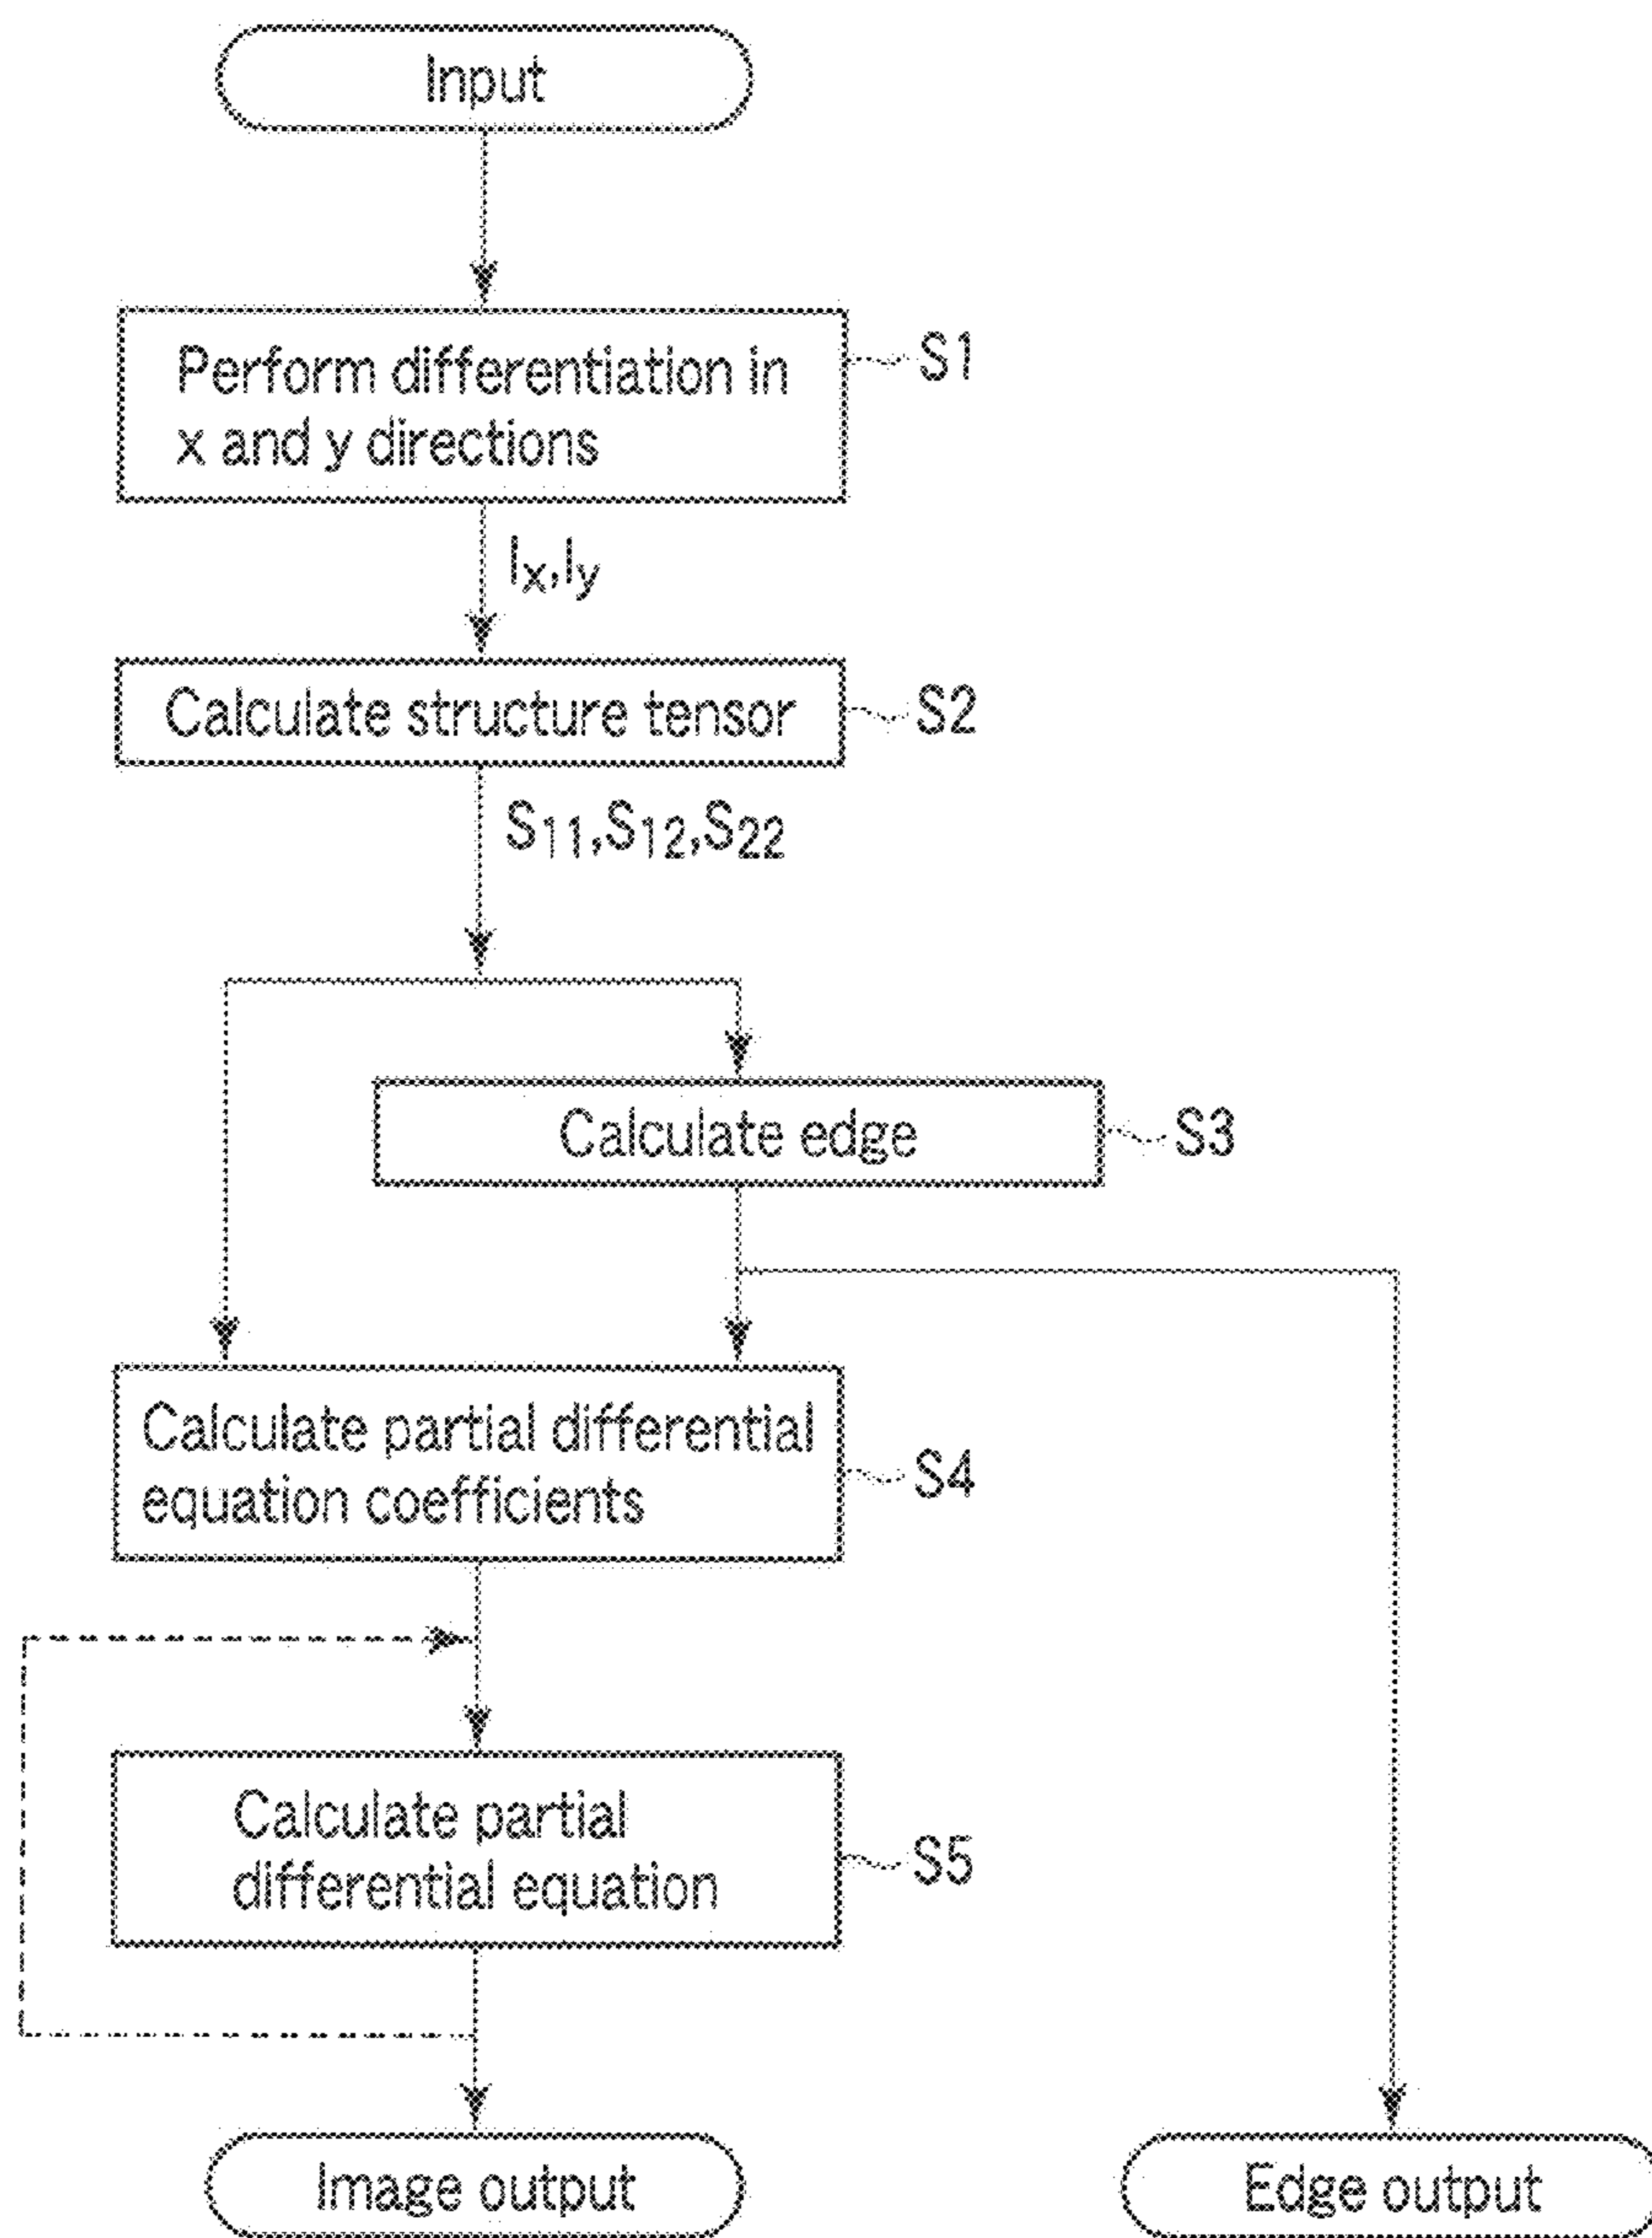 Input
Perform differentiation in
x and y directions
S1
Ix,Iy
Calculate structure tensor
S2
S11,S12,S22
Calculate edge
S3
Calculate partial differential
equation coefficients
S4
Calculate partial
differential equation
S5
Image output
Edge output